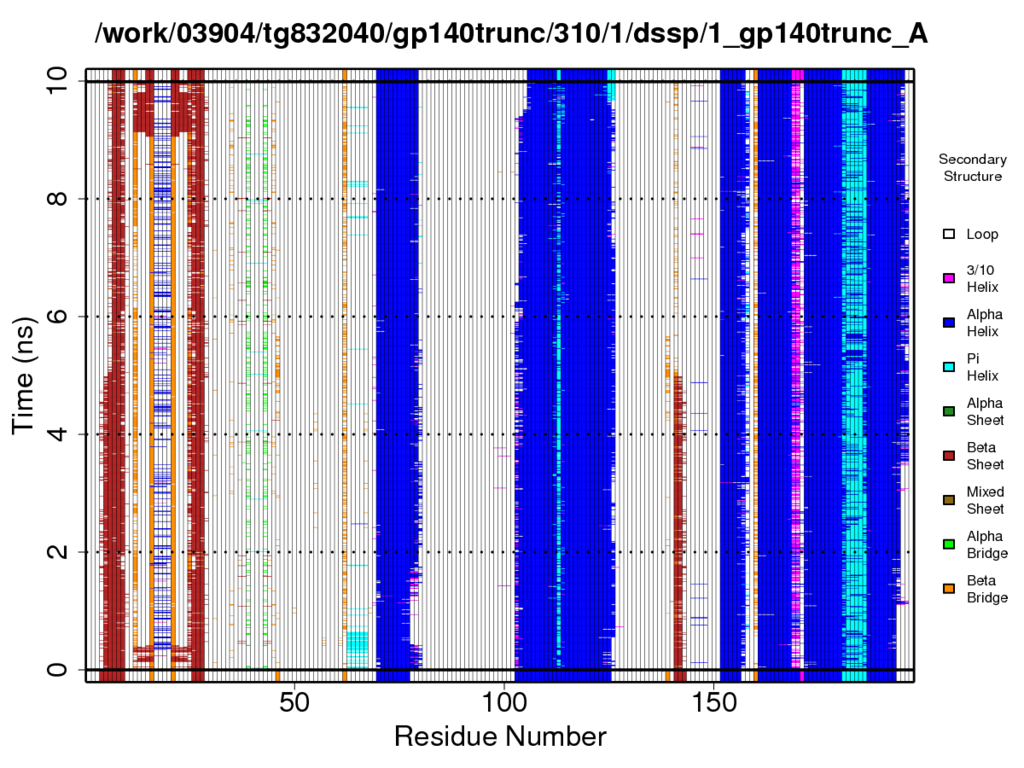 /work/03904/tg832040/gp140trunc/310/1/dssp/1_gp140trunc_A
Time (ns)
10
8
6
4
2
0
50
100
150
Residue Number
Secondary
Structure
Loop
3/10
Helix
Alpha
Helix
Pi
Helix
Alpha
Sheet
Beta
Sheet
Mixed
Sheet
Alpha
Bridge
Beta
Bridge